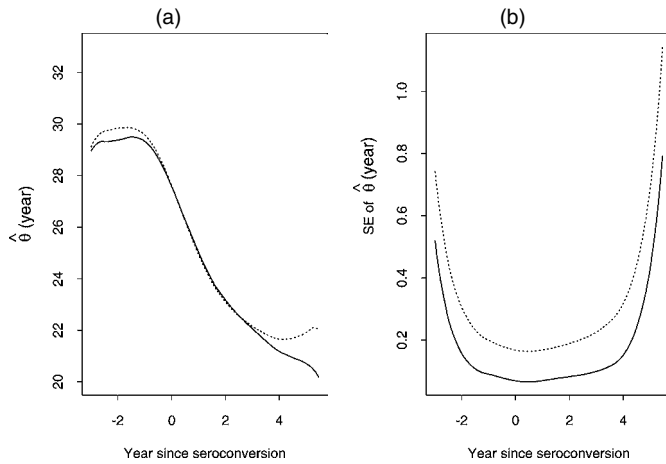 (a)
θ̂ (year)
32
30
28
26
24
22
20
-2 0 2 4
Year since seroconversion
(b)
SE of θ̂ (year)
1.0
0.8
0.6
0.4
0.2
-2 0 2 4
Year since seroconversion